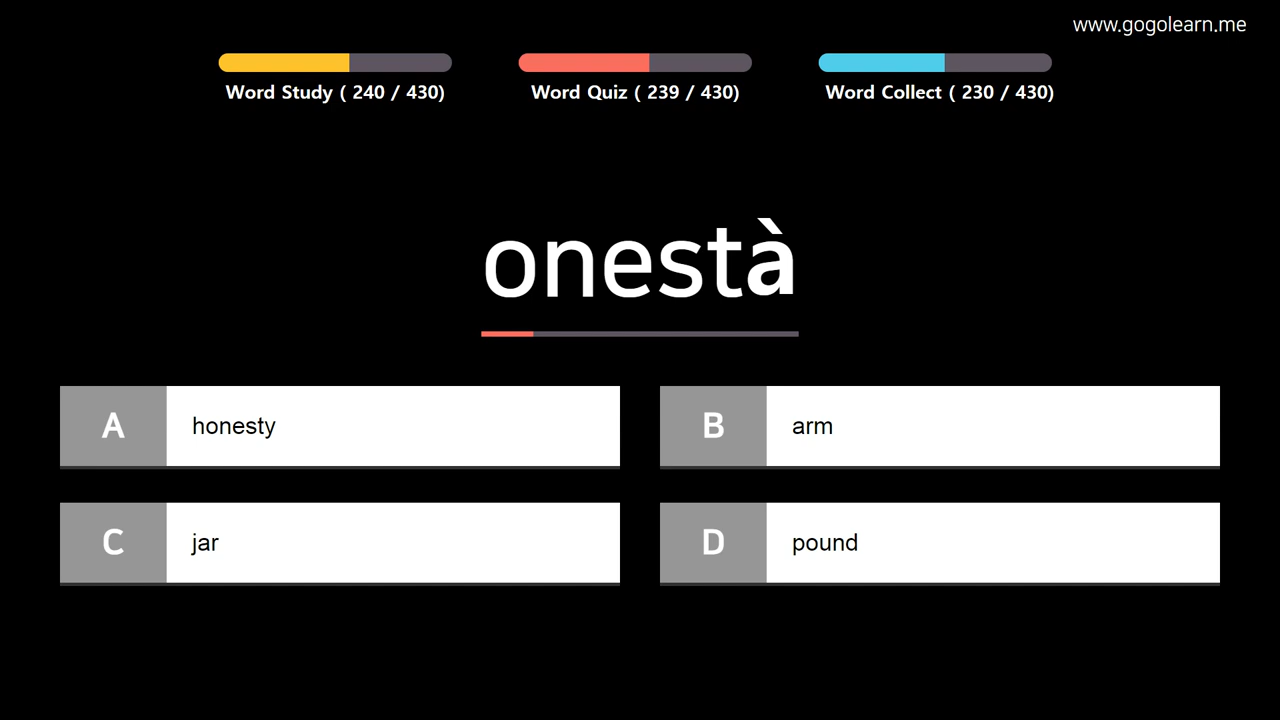 www.gogolearn.me
Word Study ( 240 / 430)
Word Quiz ( 239 / 430)
Word Collect ( 230 / 430)
onestà
A honesty
B arm
C jar
D pound